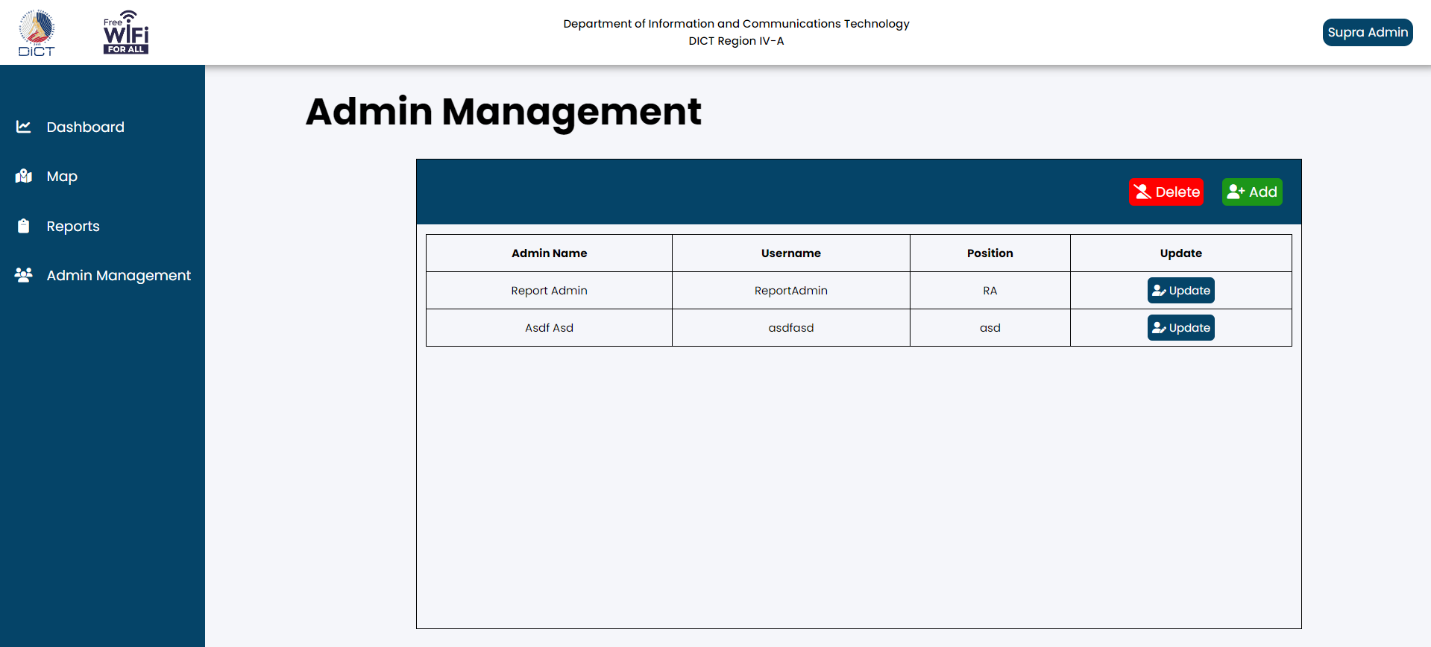 DICT
Free
WiFi
FOR ALL
Department of Information and Communications Technology
DICT Region IV-A
Supra Admin
Dashboard
Map
Reports
Admin Management
Admin Management
Delete Add
Admin Name Username Position Update
Report Admin ReportAdmin RA Update
Asdf Asd asdfasd asd Update